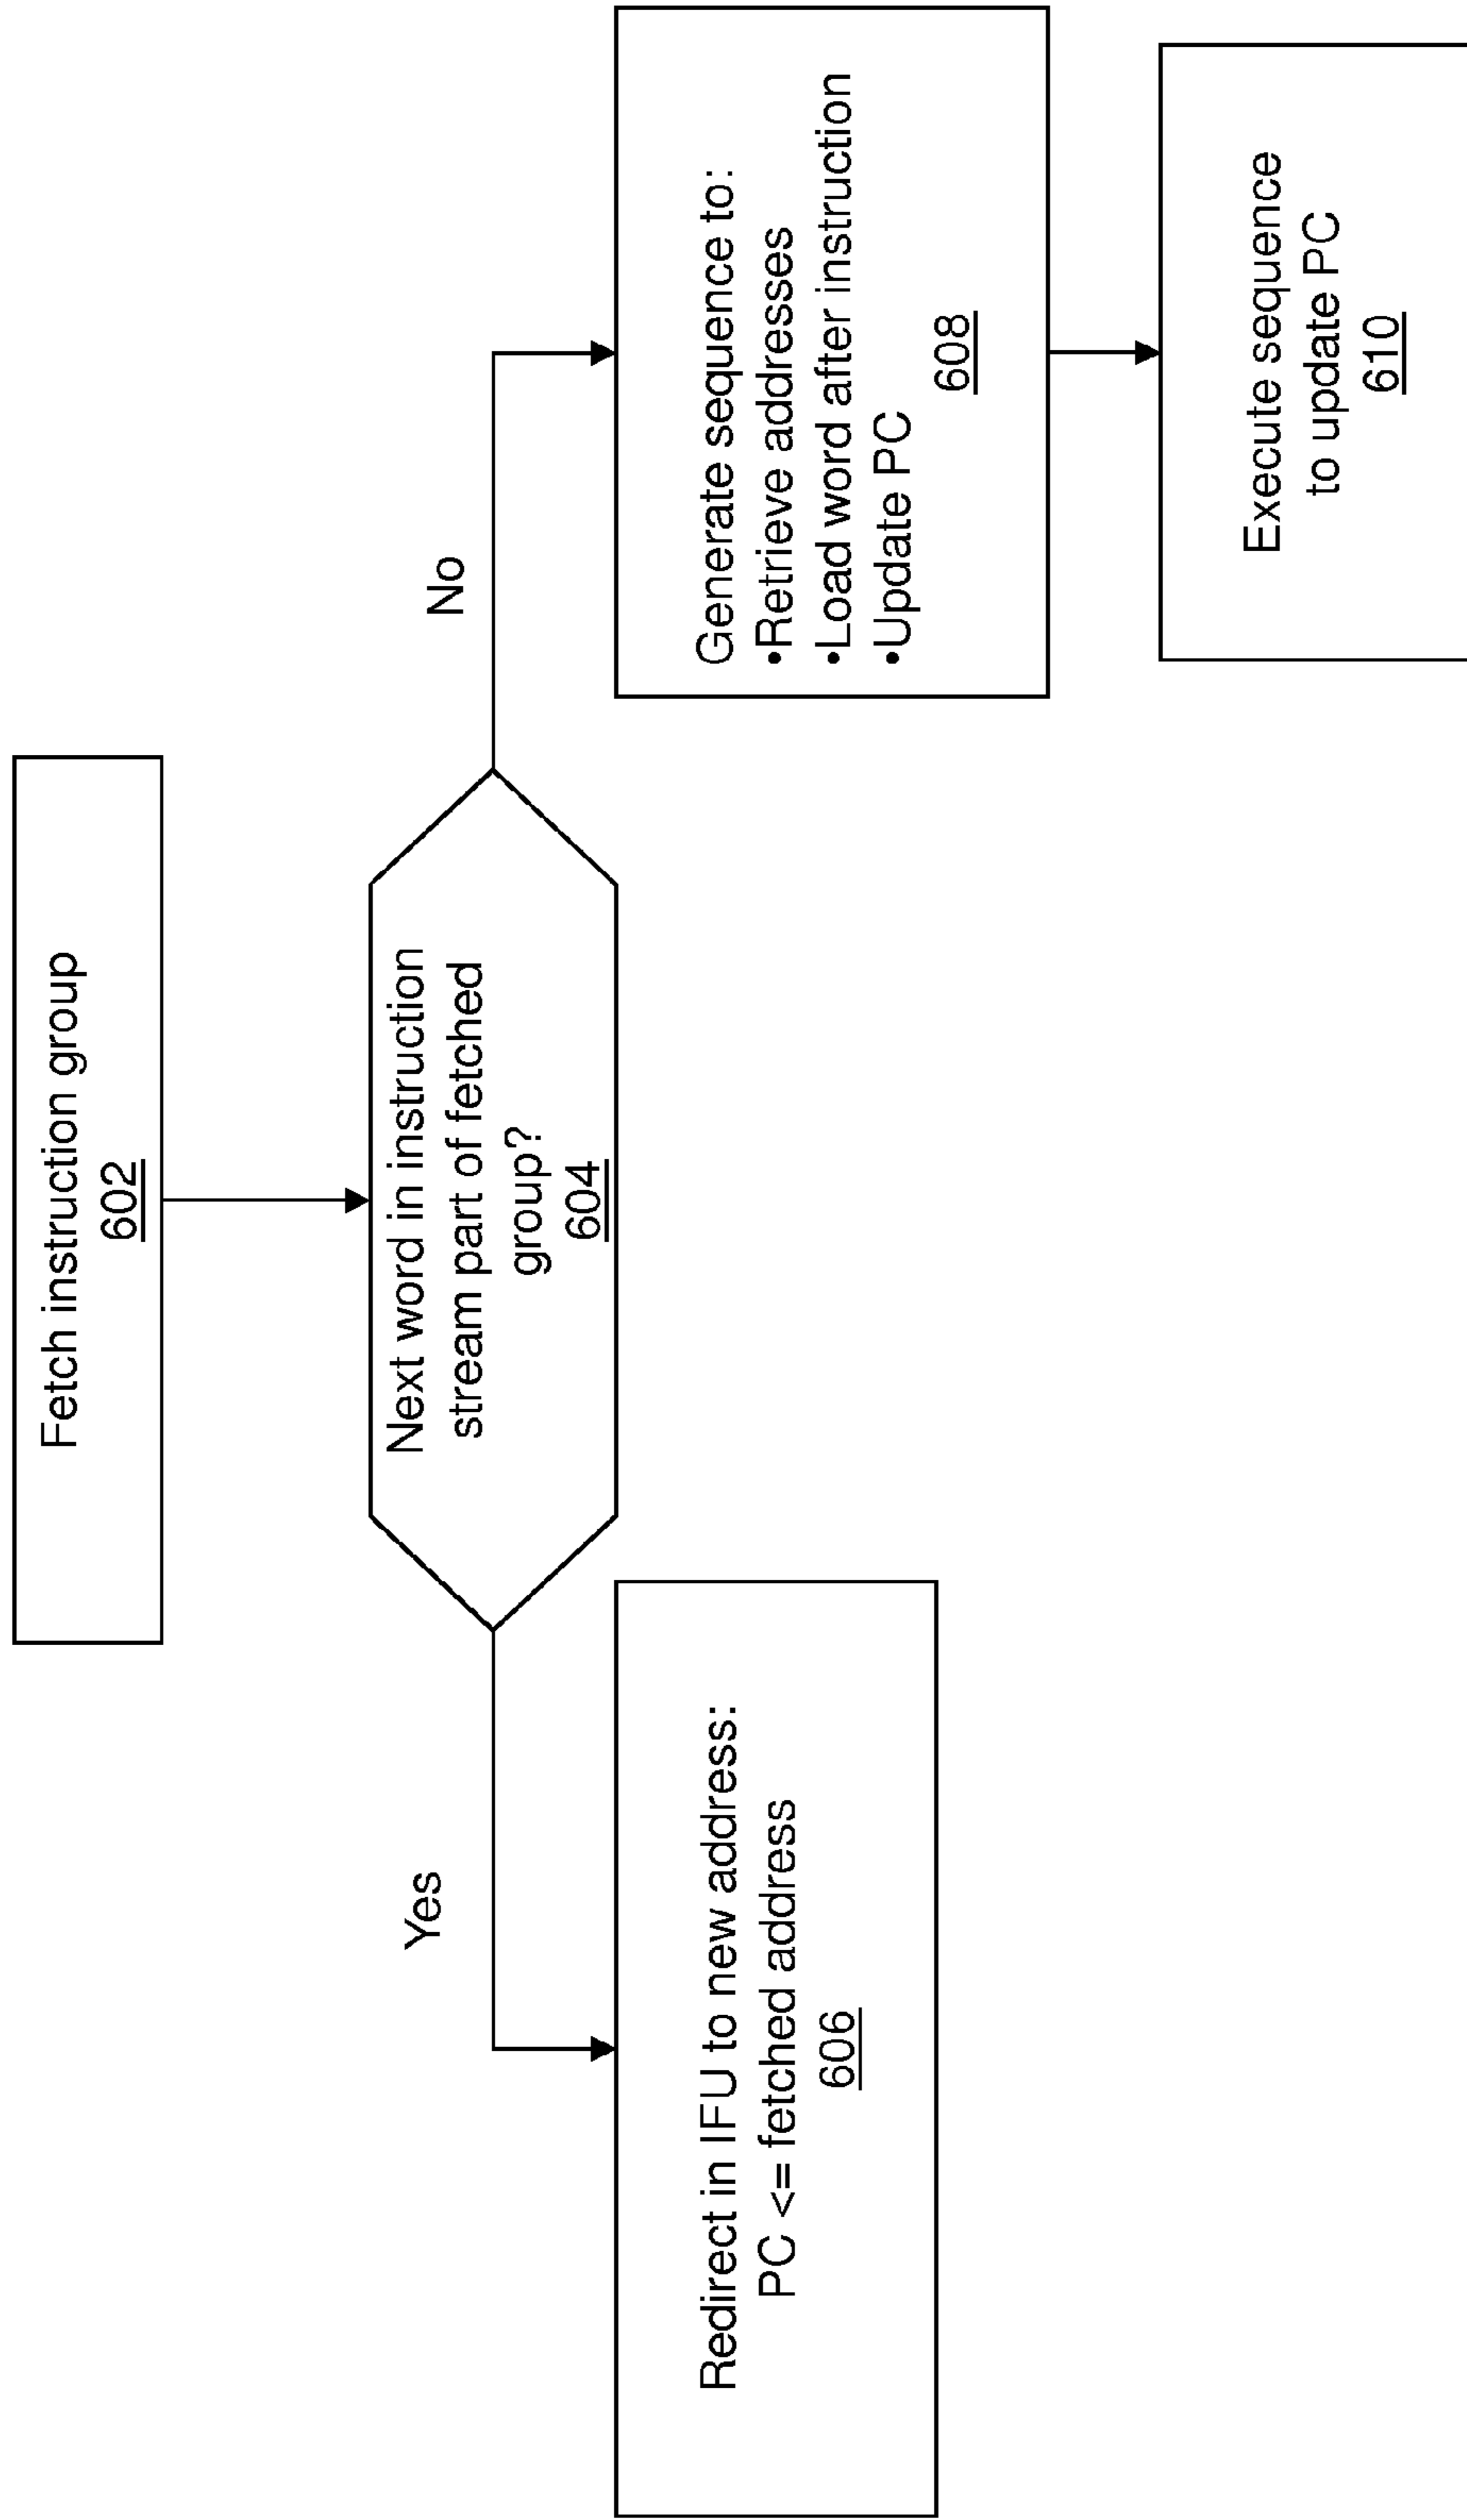 Fetch instruction group
602
Next word in instruction
stream part of fetched
group?
604
Yes
No
Redirect in IFU to new address:
PC <= fetched address
606
Generate sequence to:
•Retrieve addresses
•Load word after instruction
•Update PC
608
Execute sequence
to update PC
610